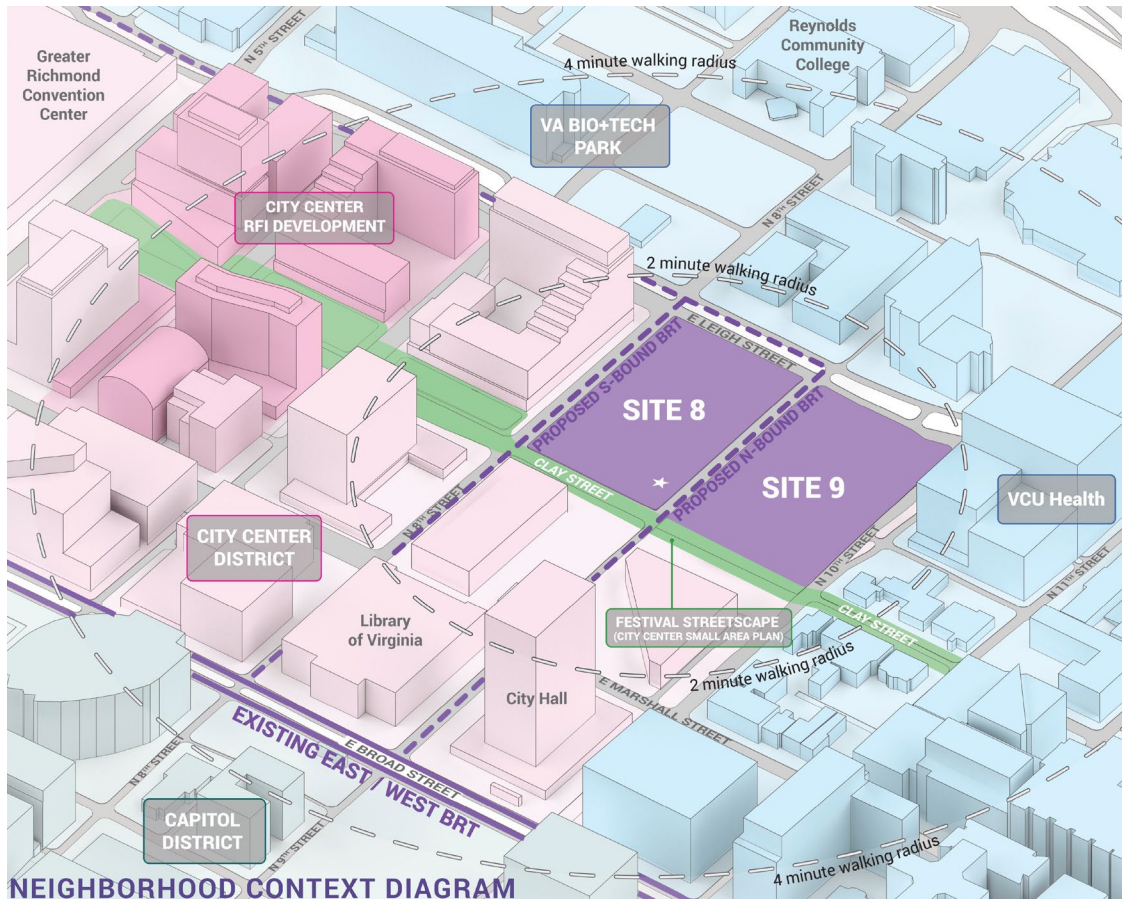 Greater
Richmond
Convention
Center
N 5TH STREET
4 minute walking radius
Reynolds
Community
College
VA BIO+TECH
PARK
CITY CENTER
RFI DEVELOPMENT
N 8TH STREET
2 minute walking radius
E LEIGH STREET
PROPOSED S-BOUND BRT
SITE 8
PROPOSED N-BOUND BRT
SITE 9
CLAY STREET
VCU Health
N 8TH STREET
CITY CENTER
DISTRICT
N 10TH STREET
N 11TH STREET
Library
of Virginia
FESTIVAL STREETSCAPE
(CITY CENTER SMALL AREA PLAN)
CLAY STREET
2 minute walking radius
City Hall
E MARSHALL STREET
E BROAD STREET
EXISTING EAST / WEST BRT
N 8TH STREET
CAPITOL
DISTRICT
N 9TH STREET
4 minute walking radius
NEIGHBORHOOD CONTEXT DIAGRAM